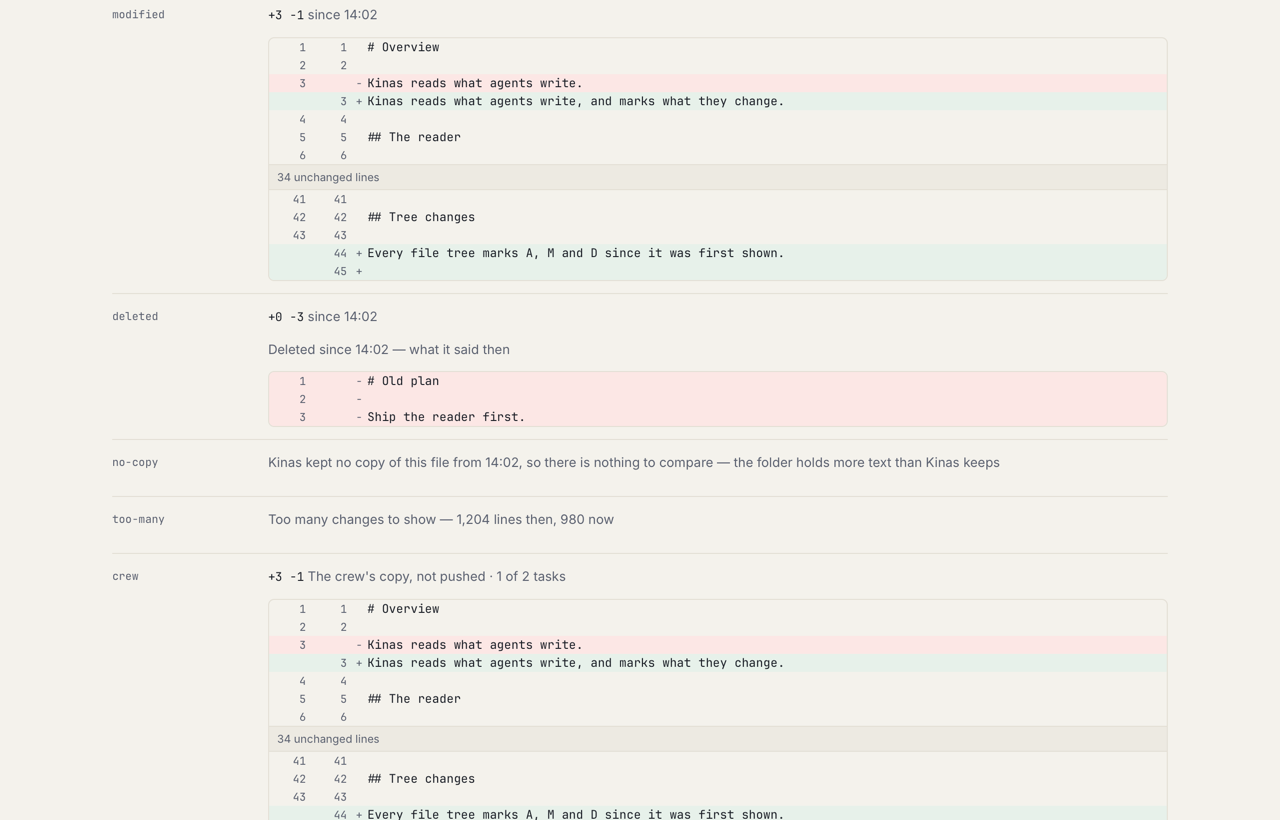 modified
+3 -1 since 14:02
1 1 # Overview
2 2
3 - Kinas reads what agents write.
3 + Kinas reads what agents write, and marks what they change.
4 4
5 5 ## The reader
6 6
34 unchanged lines
41 41
42 42 ## Tree changes
43 43
44 + Every file tree marks A, M and D since it was first shown.
45 +
deleted
+0 -3 since 14:02
Deleted since 14:02 — what it said then
1 - # Old plan
2 -
3 - Ship the reader first.
no-copy
Kinas kept no copy of this file from 14:02, so there is nothing to compare — the folder holds more text than Kinas keeps
too-many
Too many changes to show — 1,204 lines then, 980 now
crew
+3 -1 The crew's copy, not pushed · 1 of 2 tasks
1 1 # Overview
2 2
3 - Kinas reads what agents write.
3 + Kinas reads what agents write, and marks what they change.
4 4
5 5 ## The reader
6 6
34 unchanged lines
41 41
42 42 ## Tree changes
43 43
44 + Every file tree marks A, M and D since it was first shown.